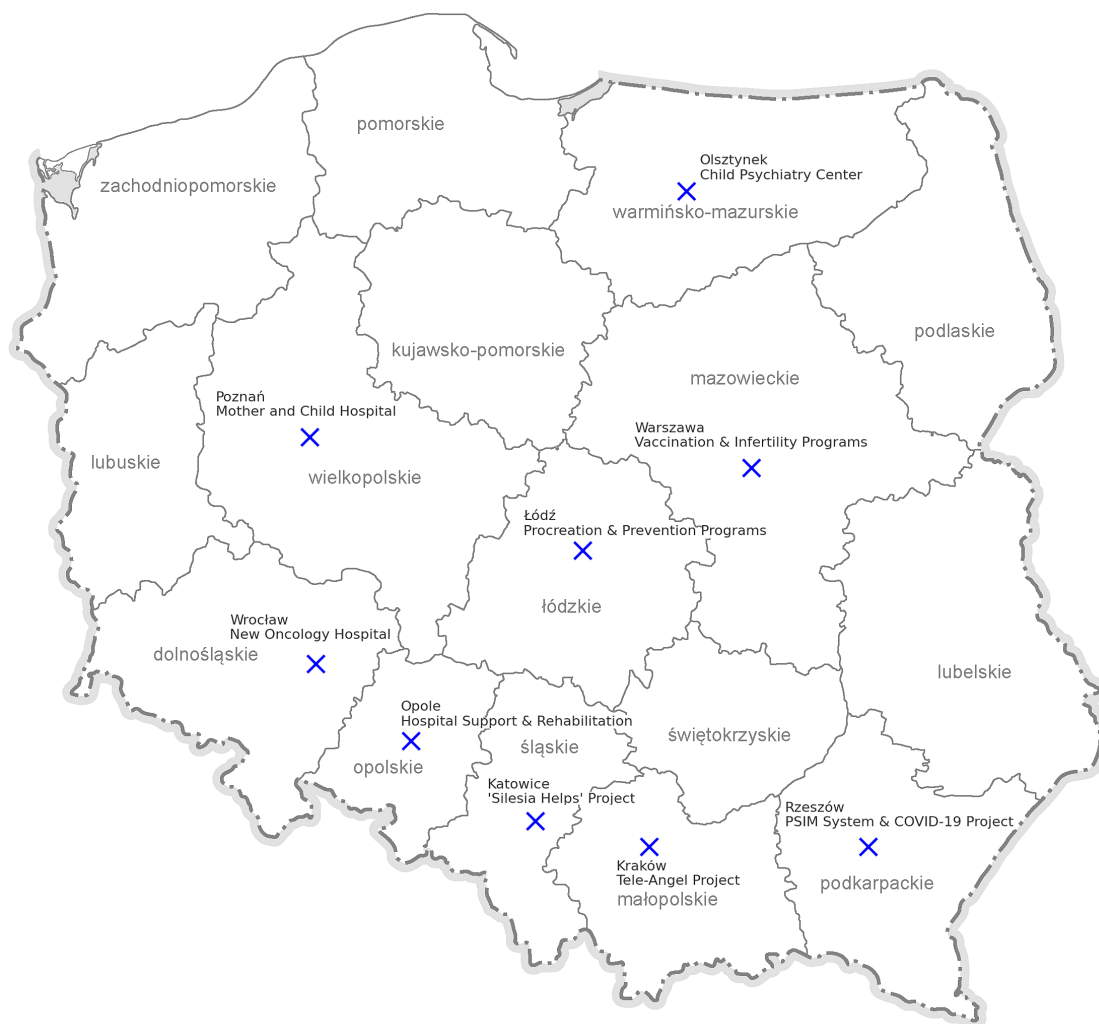 pomorskie
Olsztynek
Child Psychiatry Center
zachodniopomorskie
warmińsko-mazurskie
podlaskie
kujawsko-pomorskie
mazowieckie
Poznań
Mother and Child Hospital
Warszawa
Vaccination & Infertility Programs
lubuskie
wielkopolskie
Łódź
Procreation & Prevention Programs
łódzkie
Wrocław
New Oncology Hospital
dolnośląskie
lubelskie
Opole
Hospital Support & Rehabilitation
świętokrzyskie
śląskie
opolskie
Katowice
'Silesia Helps' Project
Rzeszów
PSIM System & COVID-19 Project
Kraków
Tele-Angel Project
podkarpackie
małopolskie